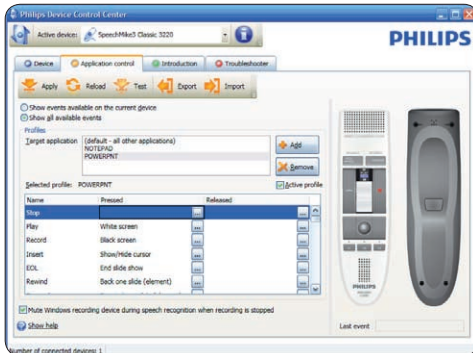 Philips Device Control Center
Active device: SpeechMike3 Classic 3220
PHILIPS
Device Application control Introduction Troubleshooter
Apply Reload Test Export Import
Show events available on the current device
Show all available events
Profiles
Target application (default - all other applications)
NOTEPAD
POWERPNT
Add
Remove
Selected profile: POWERPNT Active profile
Name Pressed Released
Stop ... ...
Play White screen ... ...
Record Black screen ... ...
Insert Show/Hide cursor ... ...
EOL End slide show ... ...
Rewind Back one slide (element) ... ...
PHILIPS
Mute Windows recording device during speech recognition when recording is stopped
Show help
Last event
Number of connected devices: 1